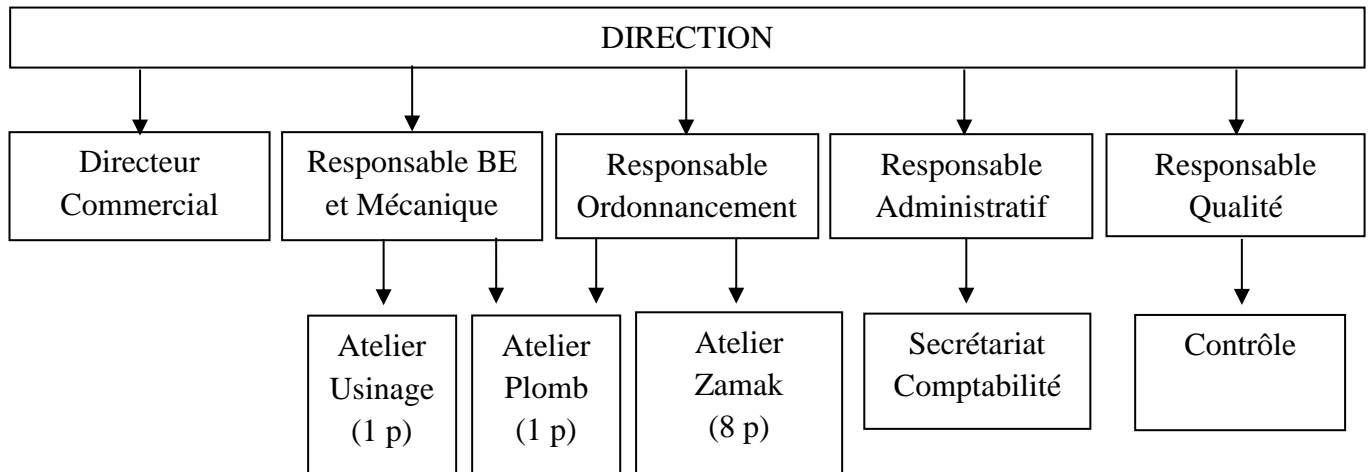 DIRECTION
Directeur
Commercial
Responsable BE
et Mécanique
Responsable
Ordonnancement
Responsable
Administratif
Responsable
Qualité
Atelier
Usinage
(1 p)
Atelier
Plomb
(1 p)
Atelier
Zamak
(8 p)
Secrétariat
Comptabilité
Contrôle